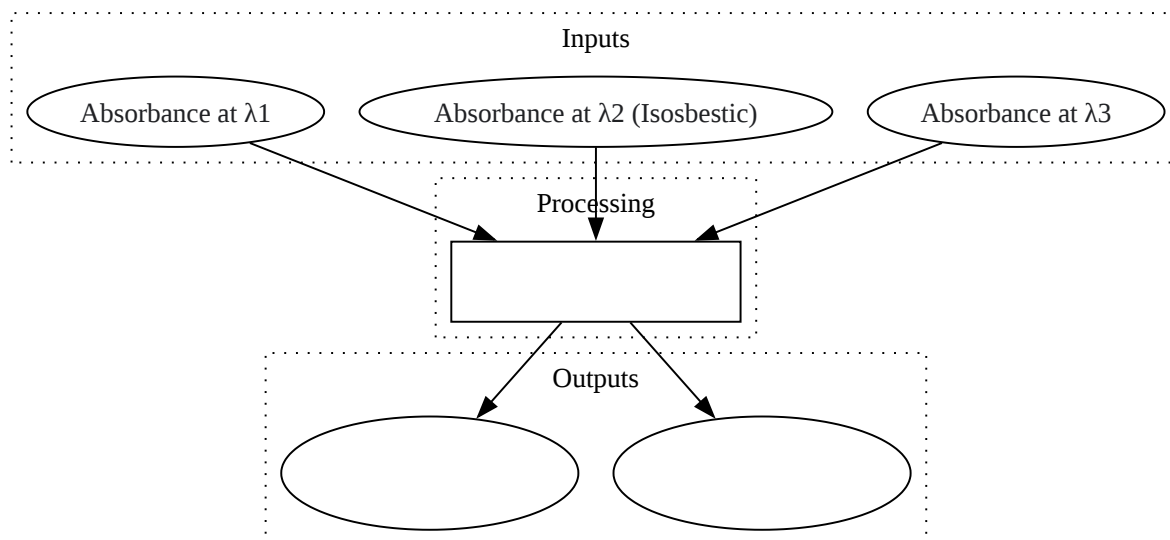 Inputs
Absorbance at λ1
Absorbance at λ2 (Isosbestic)
Absorbance at λ3
Processing
Outputs